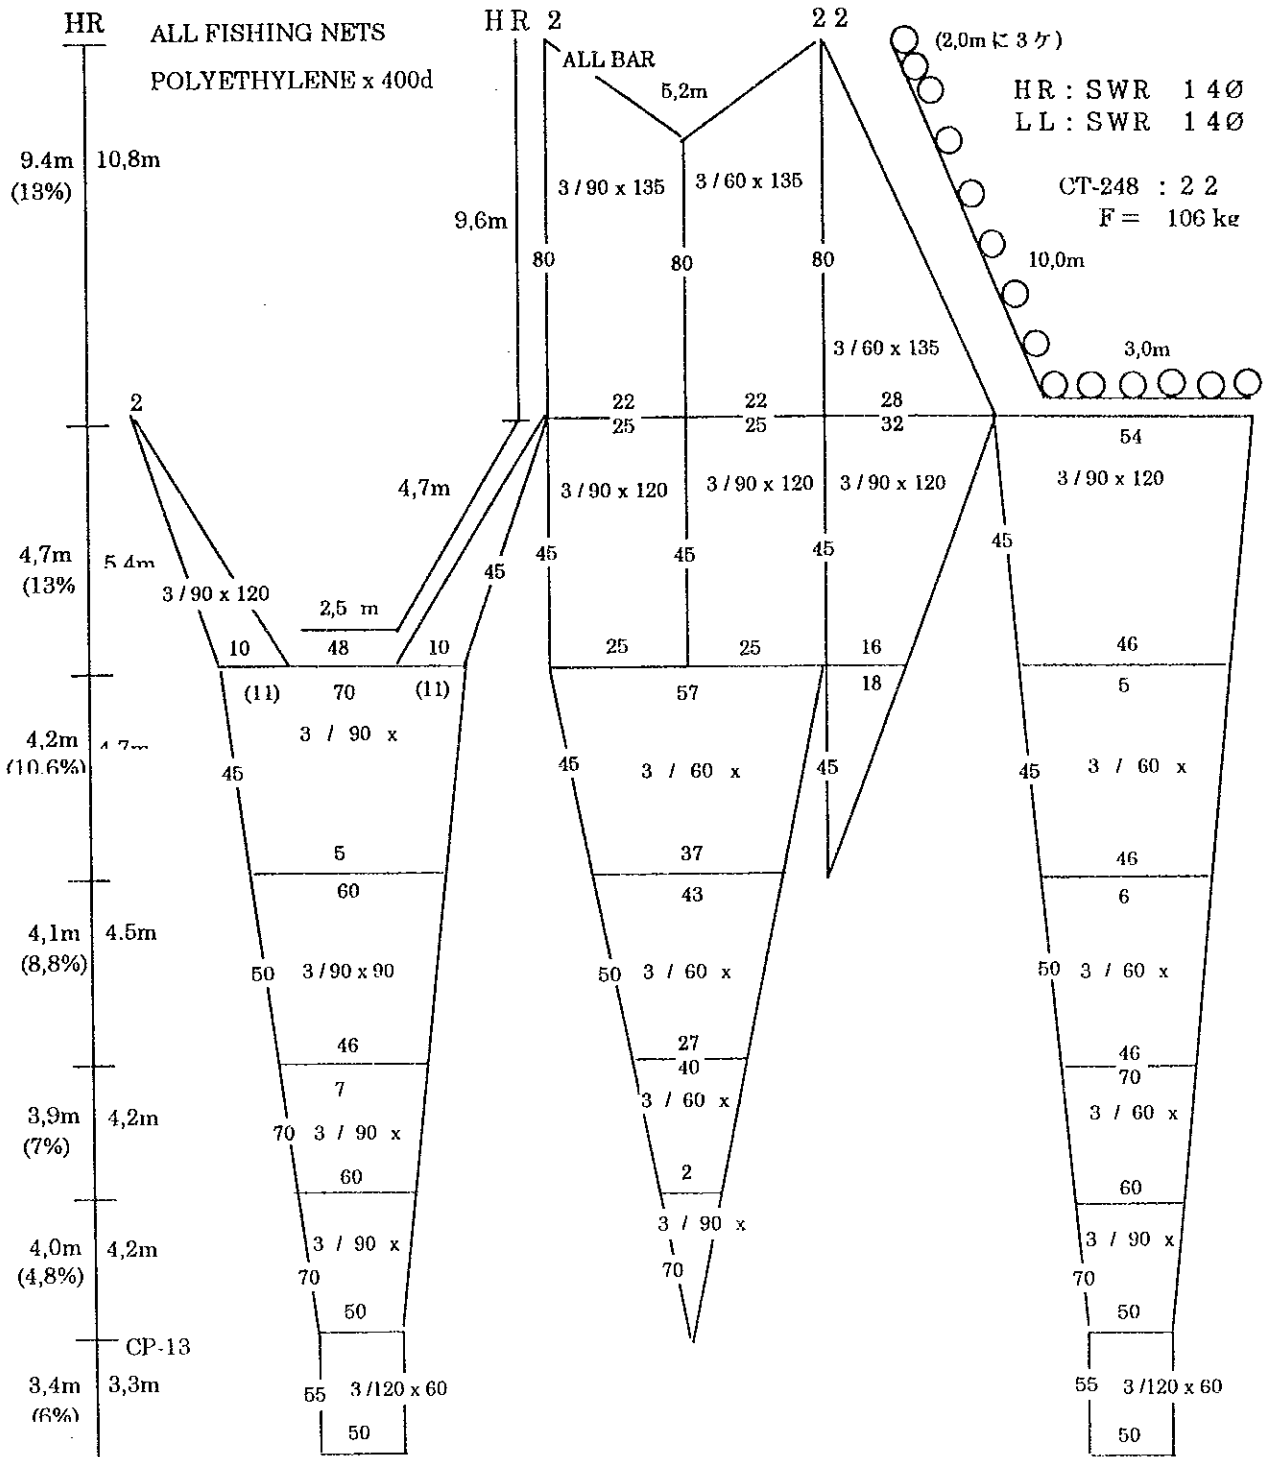 HR
ALL FISHING NETS
POLYETHYLENE x 400d
HR 2
ALL BAR
5,2m
2 2
(2,0m に 3 ケ)
HR : SWR 14Ø
LL : SWR 14Ø
CT-248 : 2 2
F = 106 kg
9.4m
(13%)
10,8m
9,6m
3 / 90 x 135
3 / 60 x 135
80
80
80
10,0m
3 / 60 x 135
3,0m
2
22
25
22
25
28
32
54
4,7m
3 / 90 x 120
3 / 90 x 120
3 / 90 x 120
3 / 90 x 120
4,7m
(13%
5.4m
3 / 90 x 120
45
45
45
45
45
2,5 m
10
48
10
25
25
16
46
(11)
70
(11)
57
18
5
3 / 90 x
4,2m
(10.6%)
4.7m
45
45
3 / 60 x
45
45
3 / 60 x
5
60
37
43
46
6
4,1m
(8,8%)
4.5m
50
3 / 90 x 90
50
3 / 60 x
50
3 / 60 x
46
7
27
40
46
70
3,9m
(7%)
4,2m
70
3 / 90 x
3 / 60 x
3 / 60 x
60
2
60
4,0m
(4,8%)
4,2m
3 / 90 x
70
3 / 90 x
70
3 / 90 x
70
50
50
CP-13
3,4m
(6%)
3,3m
55
3 /120 x 60
55
3 /120 x 60
50
50